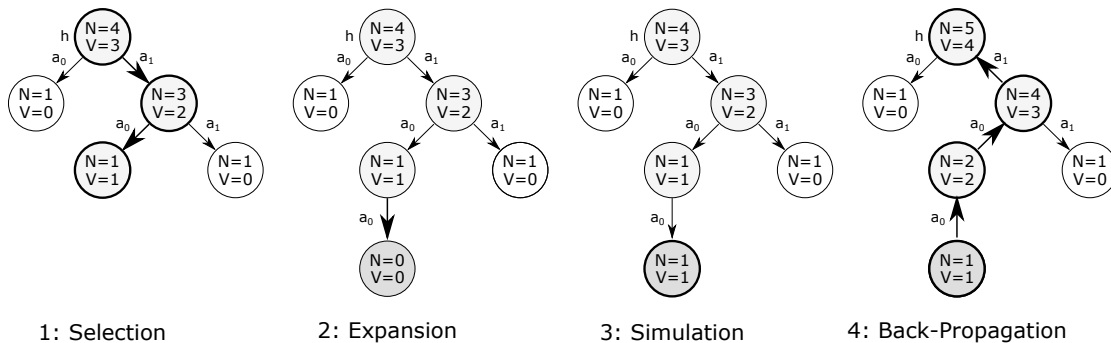 h
N=4
V=3
a₀
a₁
N=1
V=0
N=3
V=2
a₀
a₁
N=1
V=1
N=1
V=0
1: Selection
h
N=4
V=3
a₀
a₁
N=1
V=0
N=3
V=2
a₀
a₁
N=1
V=1
N=1
V=0
a₀
N=0
V=0
2: Expansion
h
N=4
V=3
a₀
a₁
N=1
V=0
N=3
V=2
a₀
a₁
N=1
V=1
N=1
V=0
a₀
N=1
V=1
3: Simulation
h
N=5
V=4
a₀
a₁
N=1
V=0
N=4
V=3
a₀
a₁
N=2
V=2
N=1
V=0
a₀
N=1
V=1
4: Back-Propagation